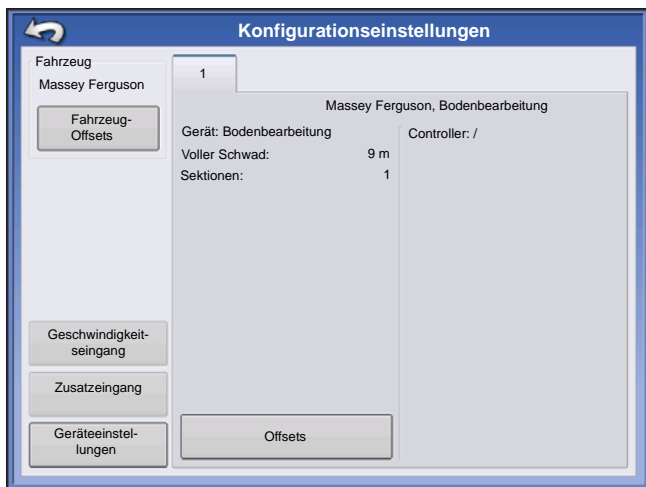 Konfigurationseinstellungen
Fahrzeug
Massey Ferguson
Fahrzeug-
Offsets
1
Massey Ferguson, Bodenbearbeitung
Gerät: Bodenbearbeitung
Controller: /
Voller Schwad: 9 m
Sektionen: 1
Geschwindigkeit-
seingang
Zusatzeingang
Geräteeinstel-
lungen
Offsets